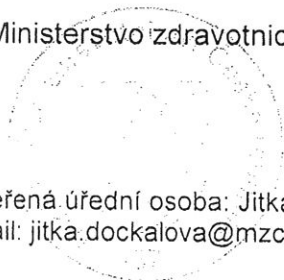 Ministerstvo zdravotnic
ěřená úřední osoba: Jitka
ail: jitka.dockalova@mzc